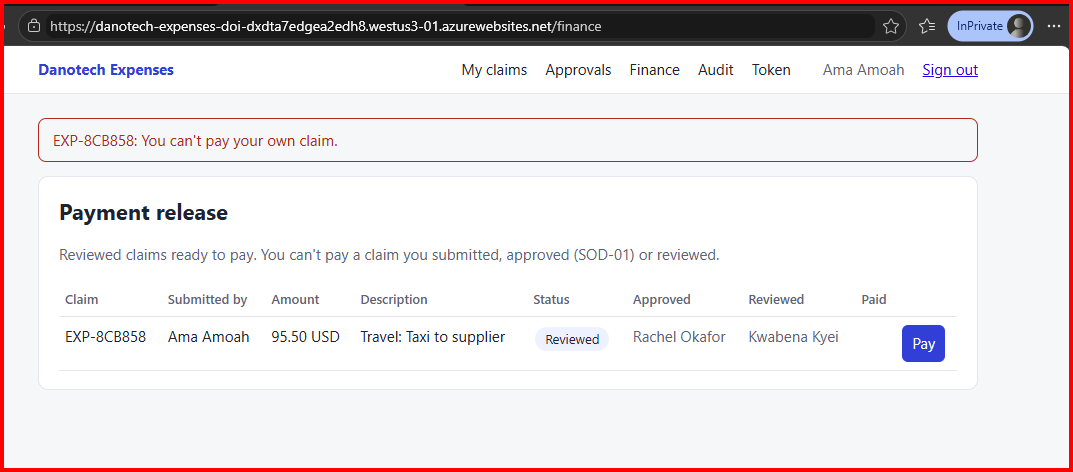 https://danotech-expenses-doi-dxdta7edgea2edh8.westus3-01.azurewebsites.net/finance InPrivate
Danotech Expenses My claims Approvals Finance Audit Token Ama Amoah Sign out
EXP-8CB858: You can't pay your own claim.
Payment release
Reviewed claims ready to pay. You can't pay a claim you submitted, approved (SOD-01) or reviewed.
Claim Submitted by Amount Description Status Approved Reviewed Paid
EXP-8CB858 Ama Amoah 95.50 USD Travel: Taxi to supplier Reviewed Rachel Okafor Kwabena Kyei Pay